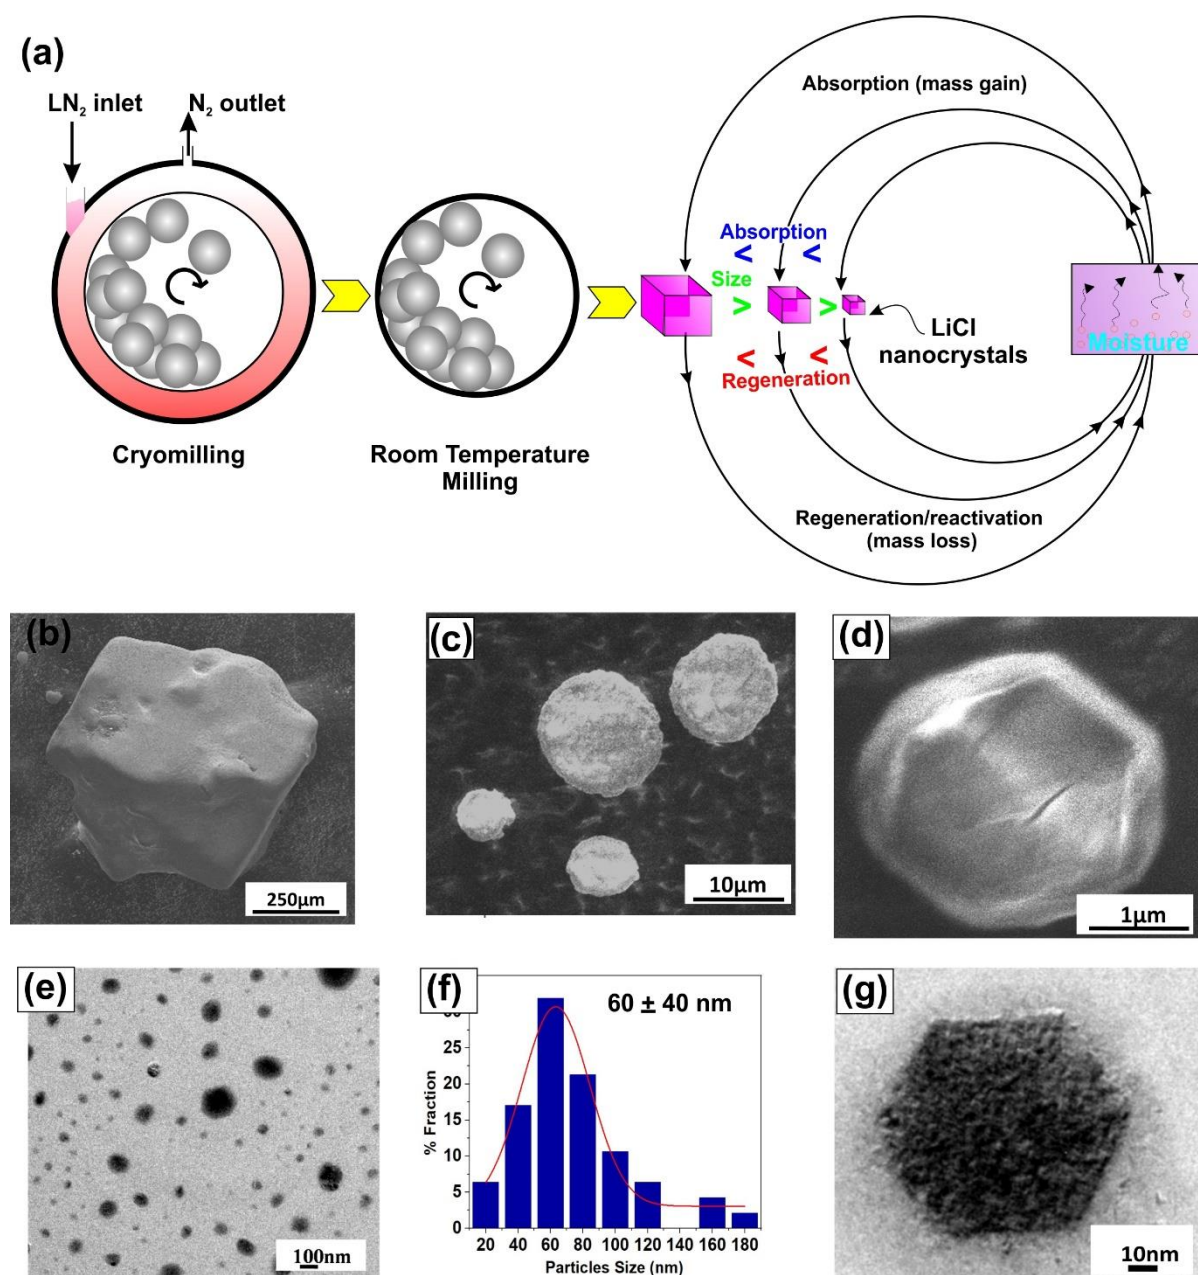 (a)
LN₂ inlet
N₂ outlet
Cryomilling
Room Temperature
Milling
Absorption (mass gain)
Absorption
< <
Size
> >
< <
Regeneration
LiCl
nanocrystals
Moisture
Regeneration/reactivation
(mass loss)
(b)
250µm
(c)
10µm
(d)
1µm
(e)
100nm
(f)
60 ± 40 nm
% Fraction
25
20
15
10
5
0
20 40 60 80 100 120 140 160 180
Particles Size (nm)
(g)
10nm